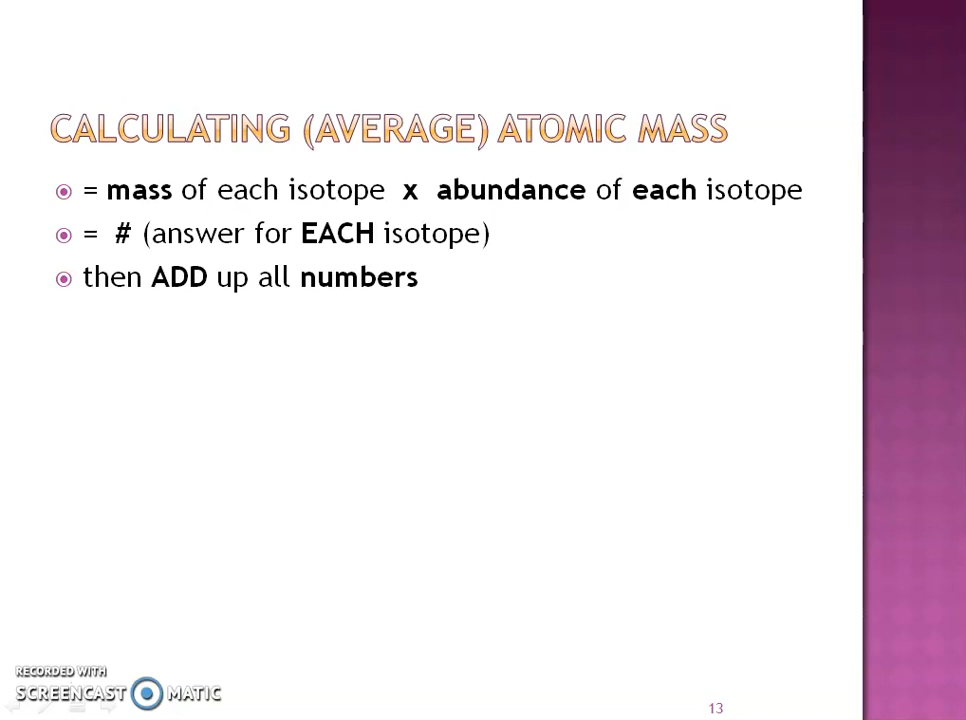 CALCULATING (AVERAGE) ATOMIC MASS
= mass of each isotope x abundance of each isotope
= # (answer for EACH isotope)
then ADD up all numbers
RECORDED WITH
SCREENCAST MATIC
13